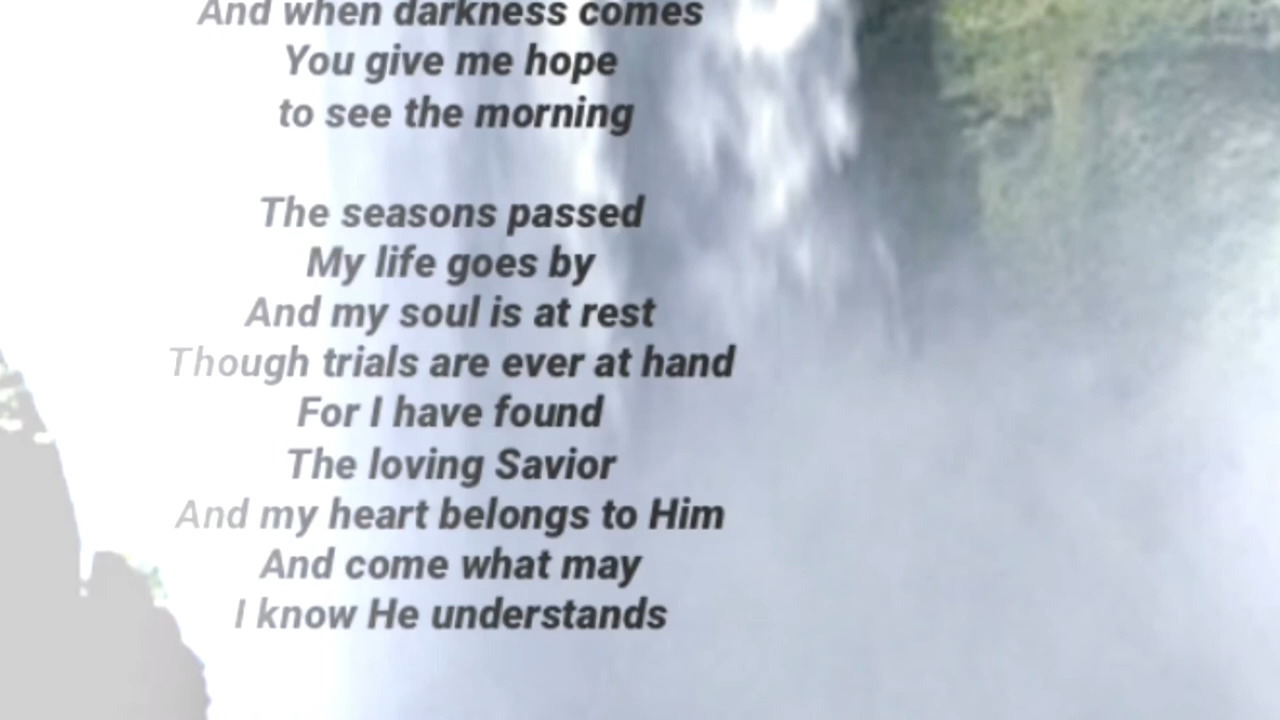 And when darkness comes
You give me hope
to see the morning
The seasons passed
My life goes by
And my soul is at rest
Though trials are ever at hand
For I have found
The loving Savior
And my heart belongs to Him
And come what may
I know He understands